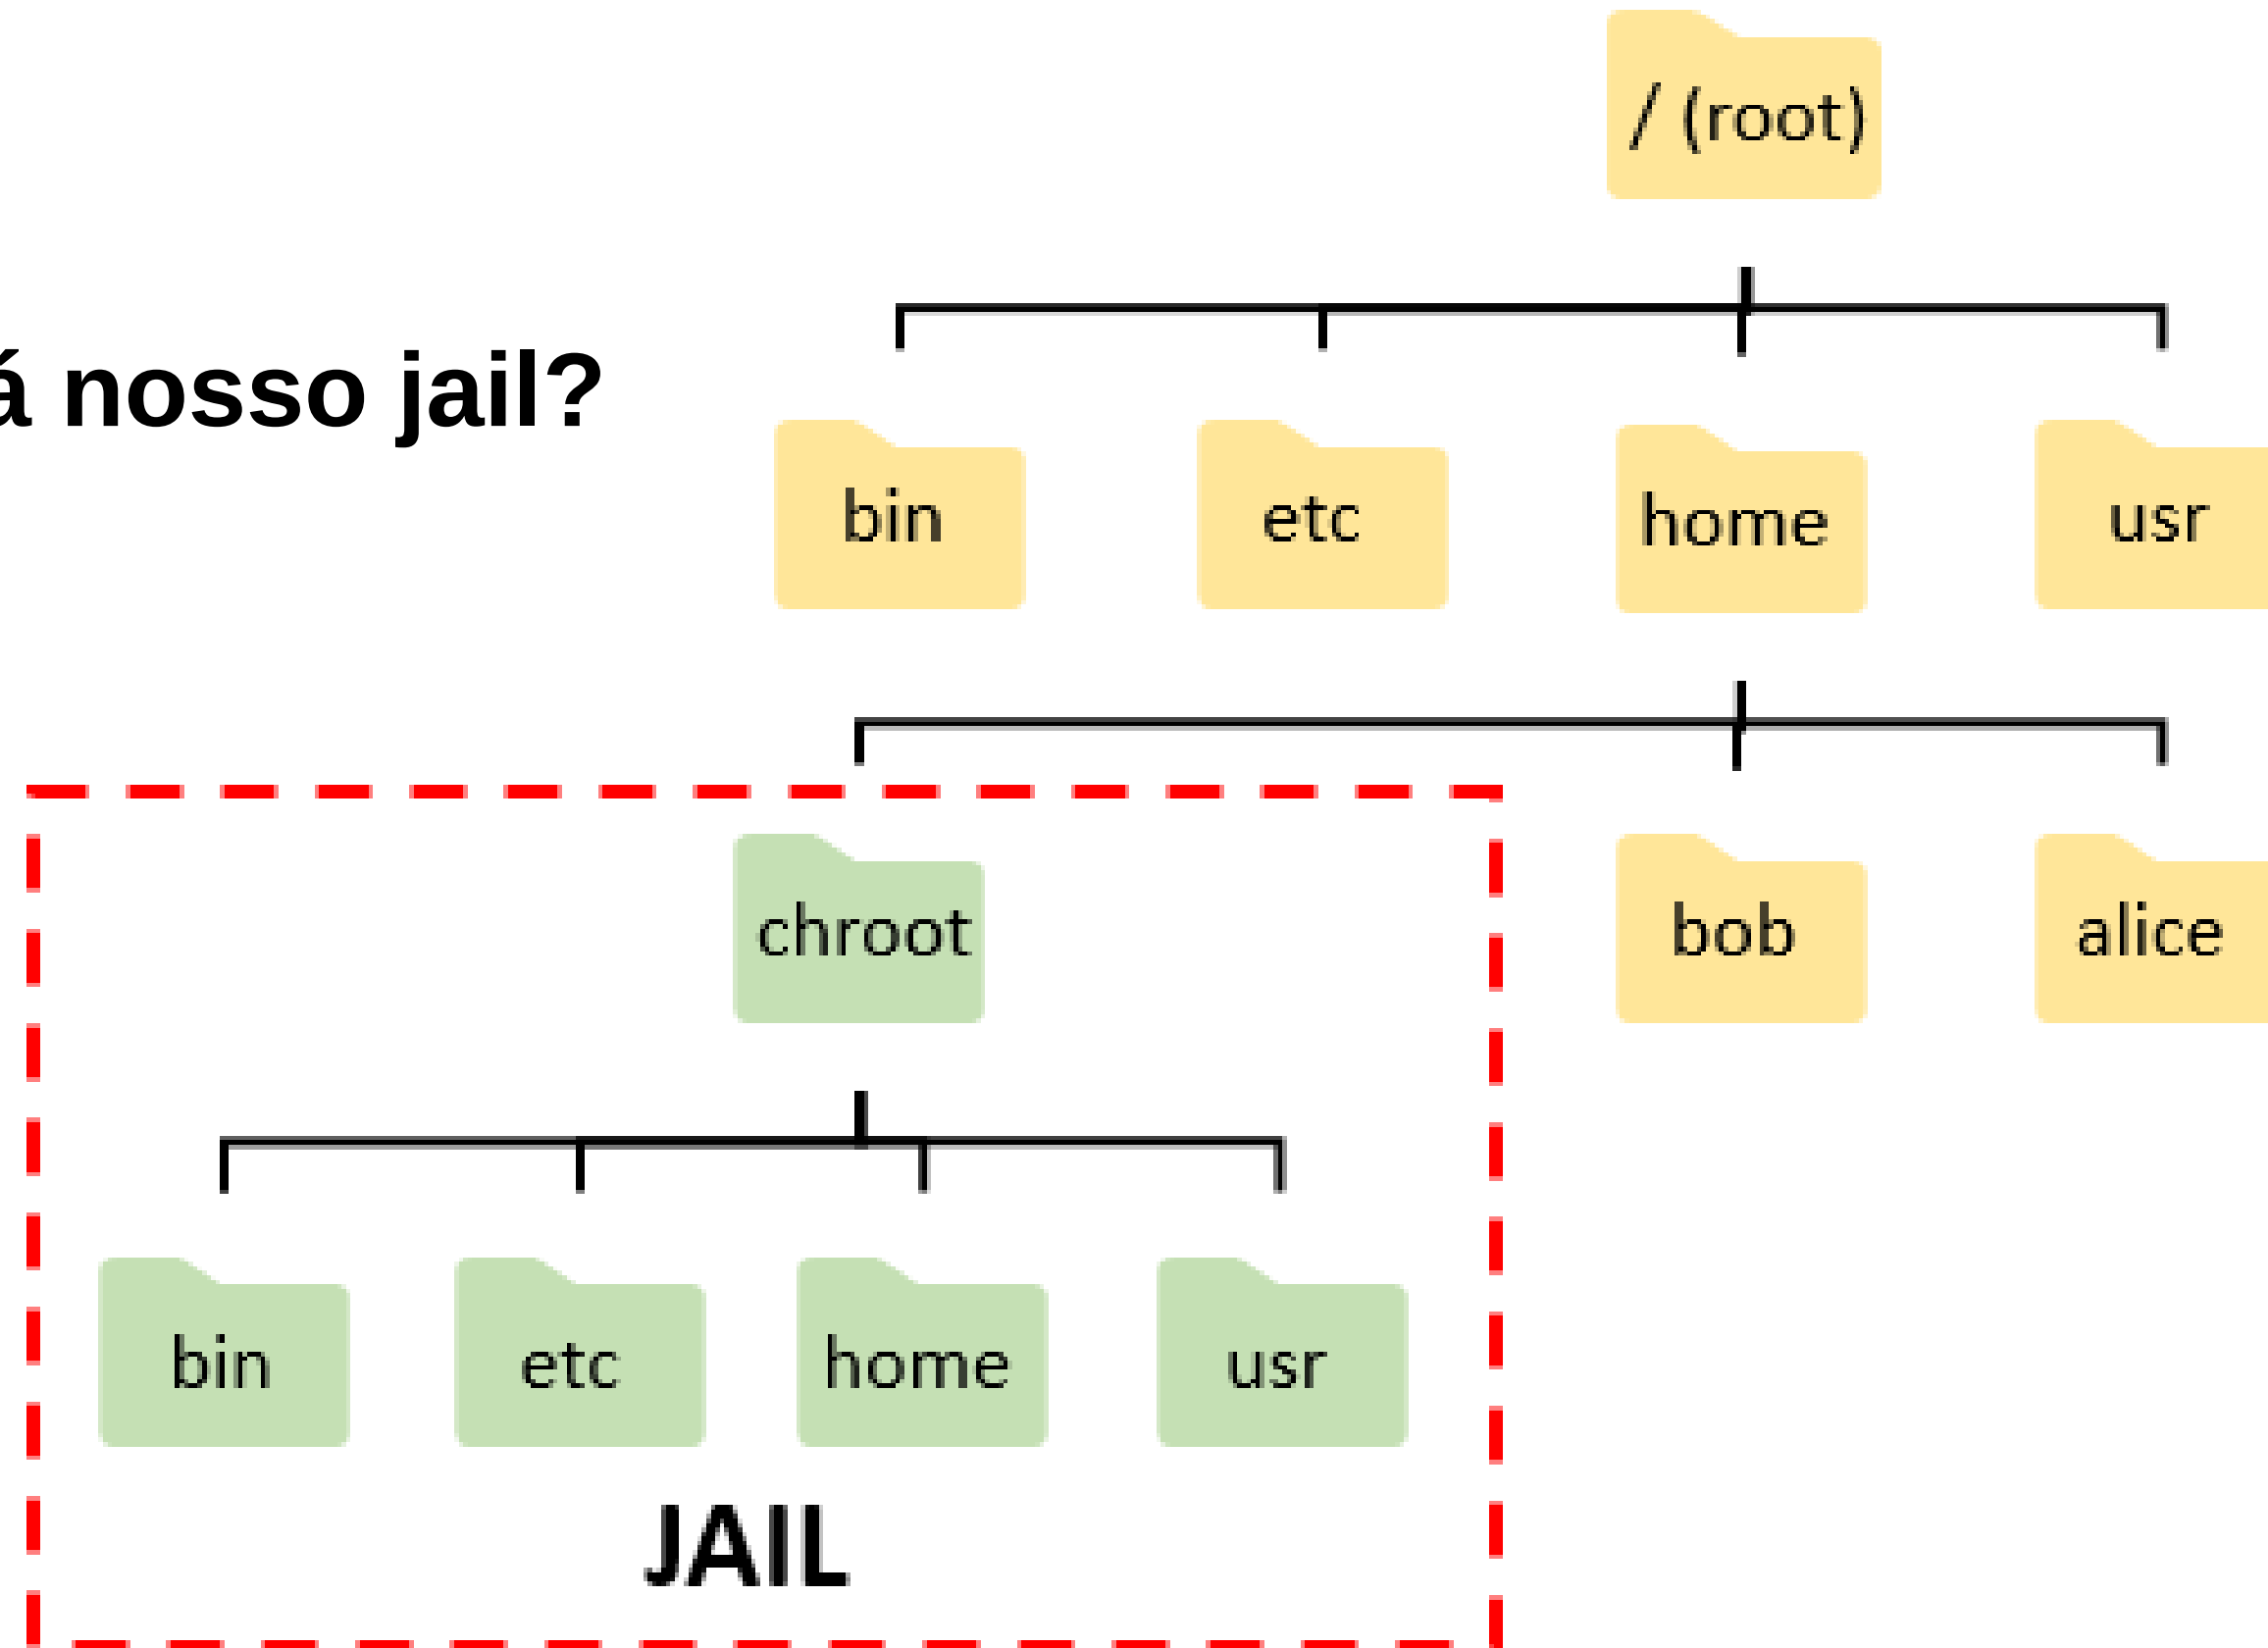 / (root)
á nosso jail?
bin etc home usr
chroot bob alice
bin etc home usr
JAIL